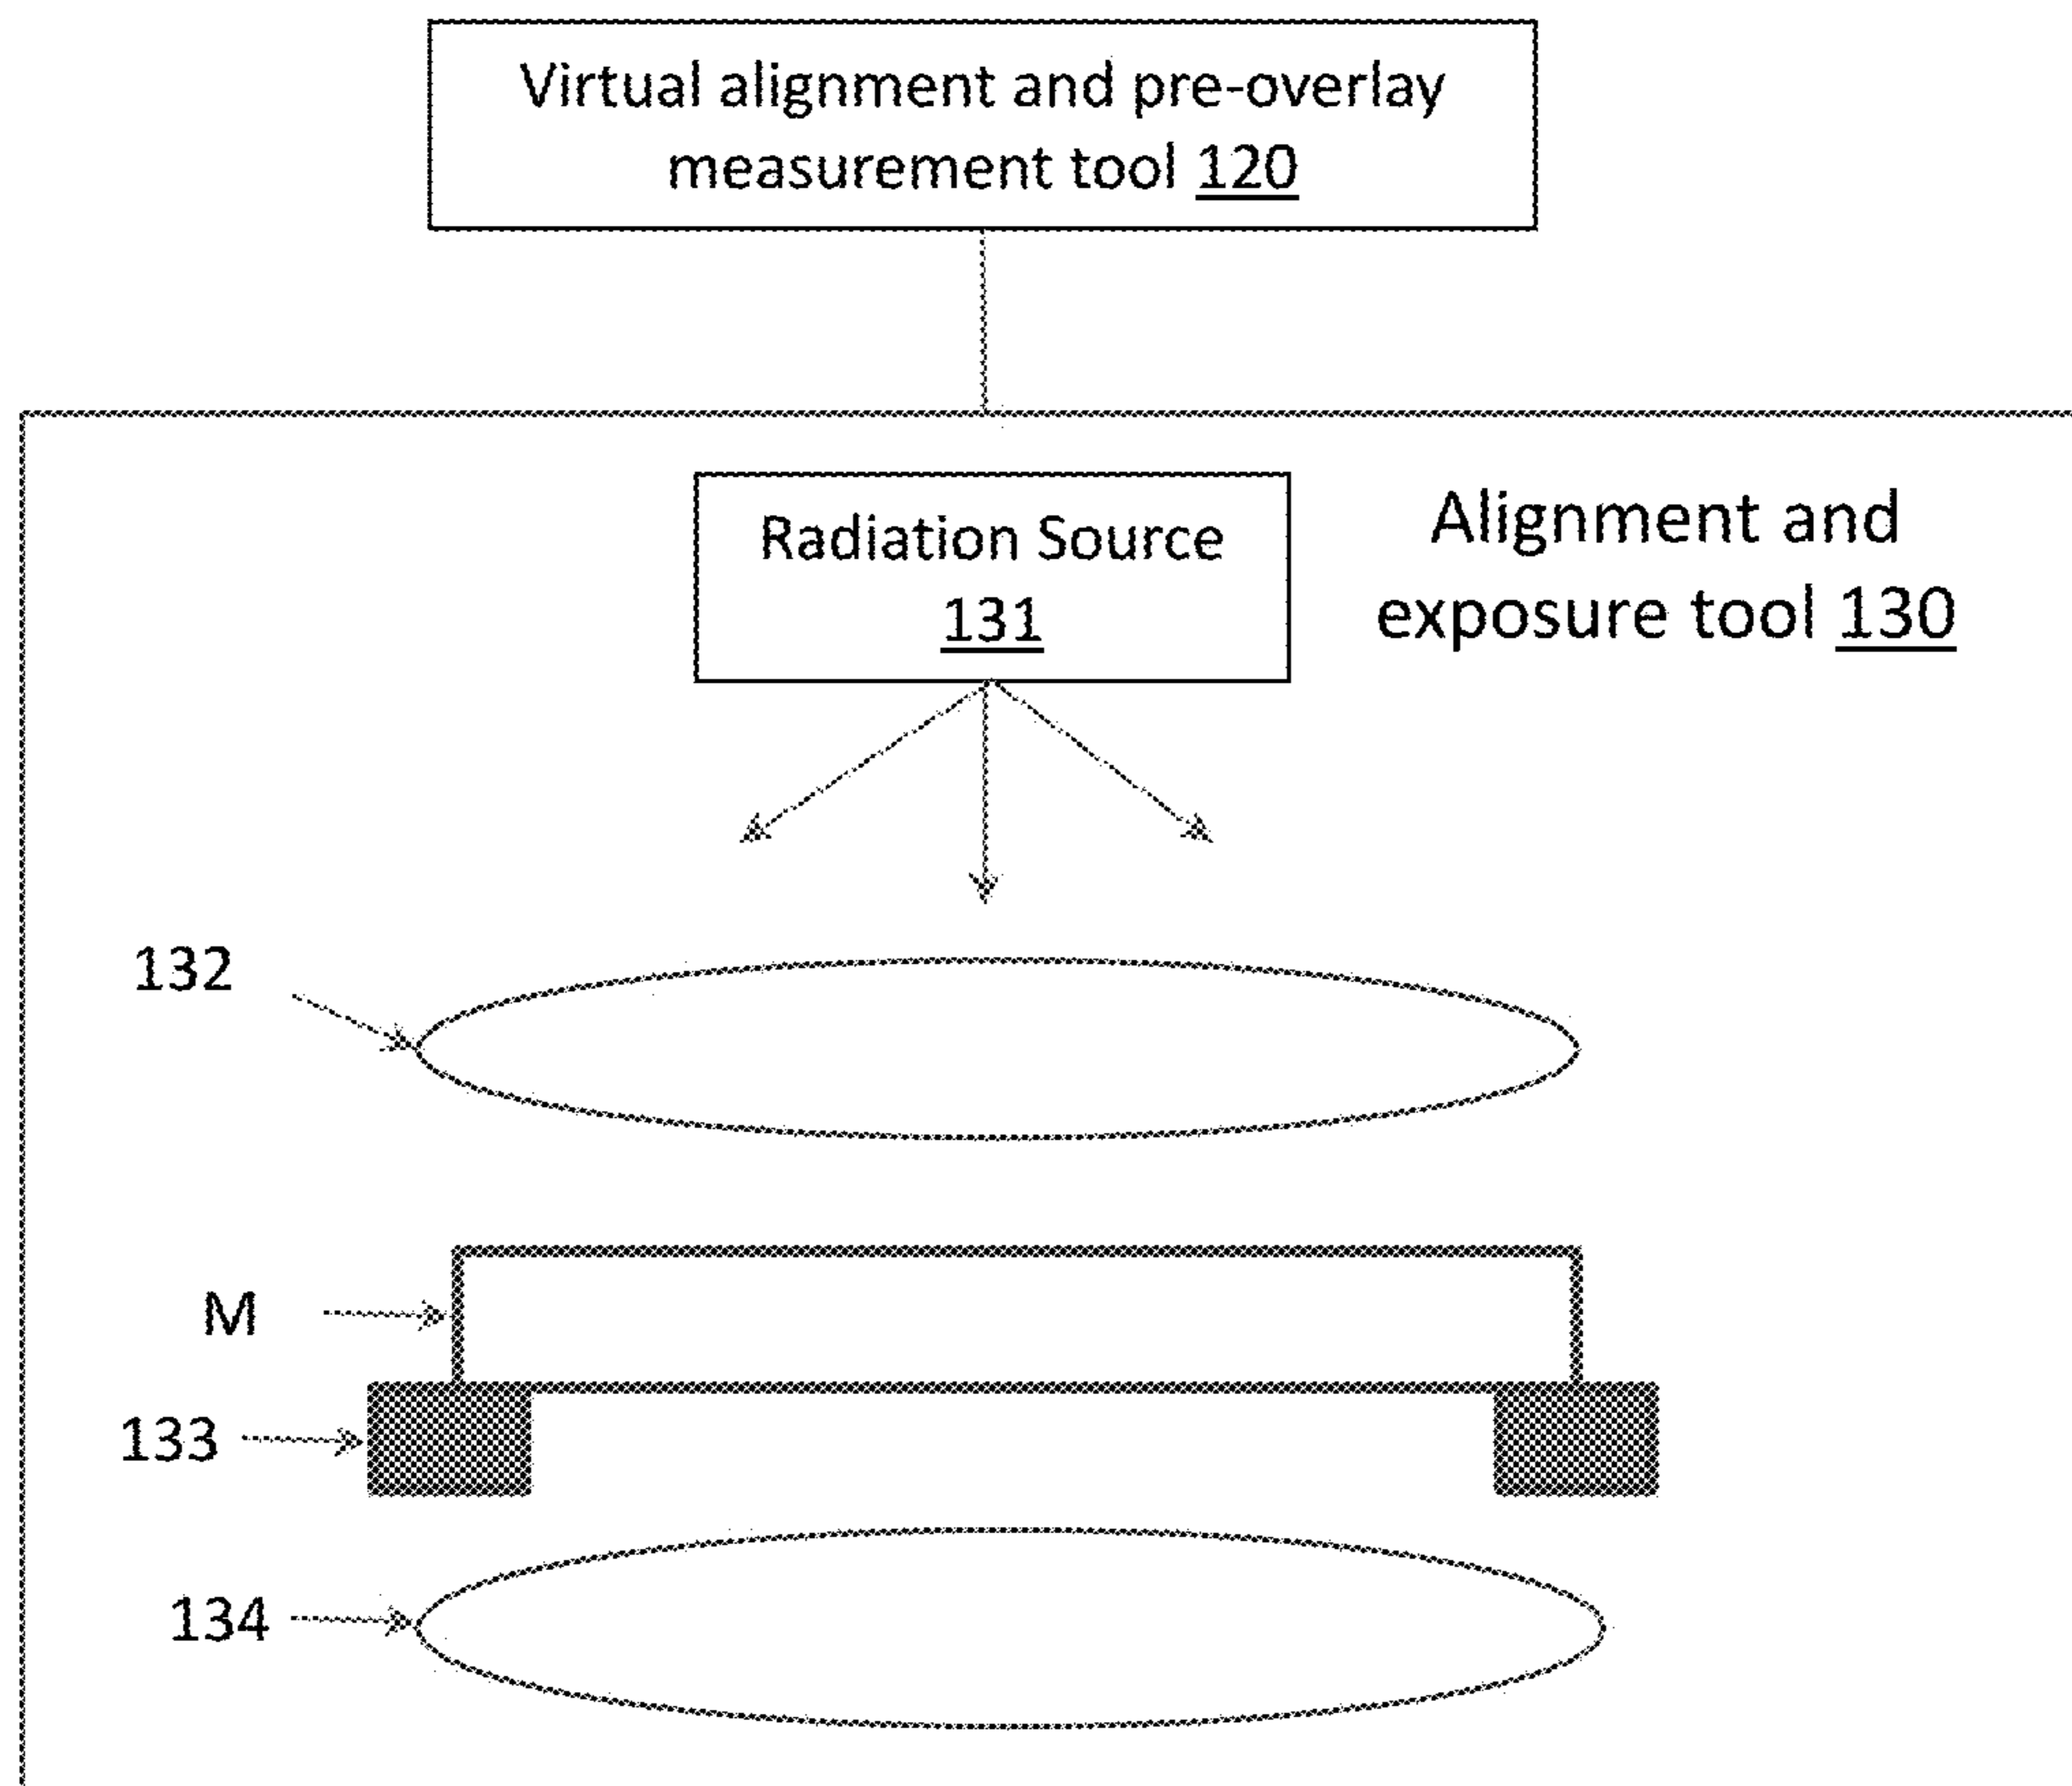 Virtual alignment and pre-overlay
measurement tool 120
Radiation Source
131
Alignment and
exposure tool 130
132
M
133
134